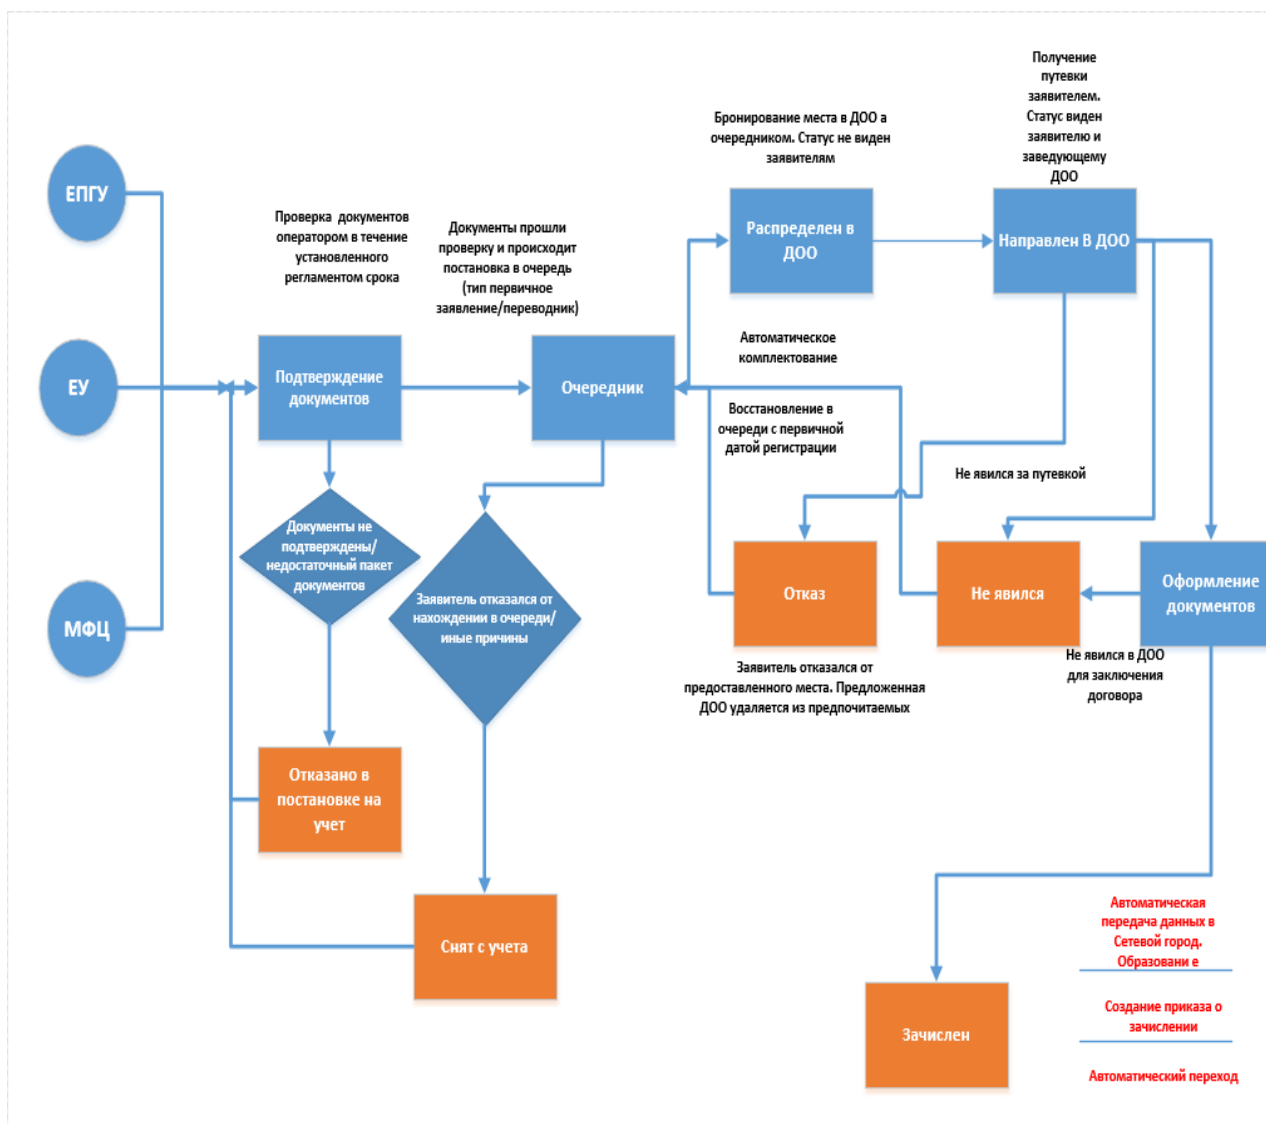 Получение
путевки
заявителем.
Статус виден
заявителю и
заведующему
ДОО
Бронирование места в ДОО а
очередником. Статус не виден
заявителям
ЕПГУ
Проверка документов
оператором в течение
установленного
регламентом срока
Документы прошли
проверку и происходит
постановка в очередь
(тип первичное
заявление/переводник)
Распределен в
ДОО
Направлен В ДОО
ЕУ
Подтверждение
документов
Очередник
Автоматическое
комплектование
Восстановление в
очереди с первичной
датой регистрации
Не явился за путевкой
Документы не
подтверждены/
недостаточный пакет
документов
Заявитель отказался от
нахождении в очереди/
иные причины
Отказ
Не явился
Оформление
документов
МФЦ
Заявитель отказался от
предоставленного места. Предложенная
ДОО удаляется из предпочитаемых
Не явился в ДОО
для заключения
договора
Отказано в
постановке на
учет
Снят с учета
Зачислен
Автоматическая
передача данных в
Сетевой город.
Образовани е
Создание приказа о
зачислении
Автоматический переход